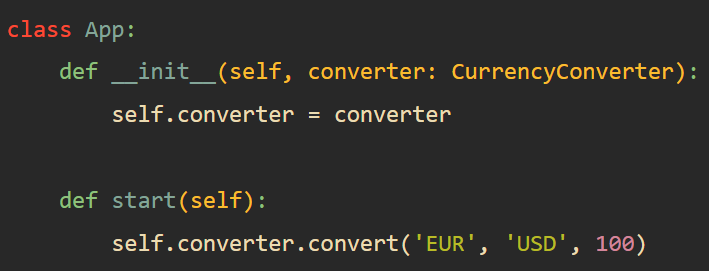 class App:
    def __init__(self, converter: CurrencyConverter):
        self.converter = converter

    def start(self):
        self.converter.convert('EUR', 'USD', 100)